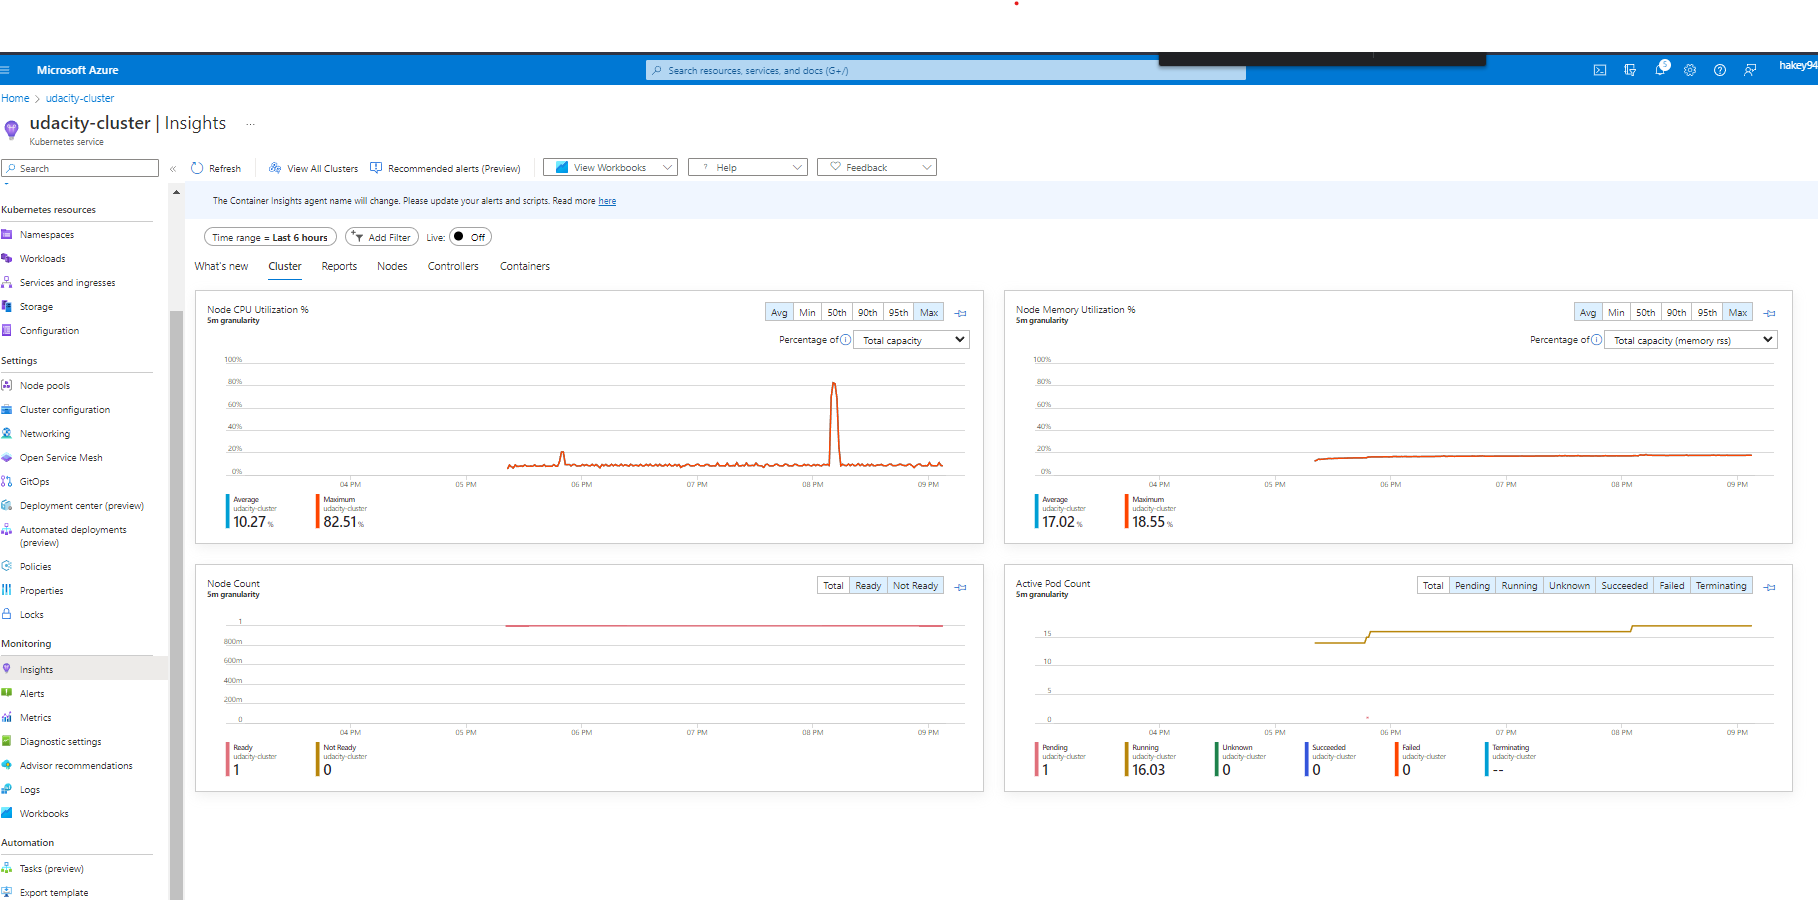 Microsoft Azure
Search resources, services, and docs (G+/)
5
hakey94
Home > udacity-cluster
udacity-cluster | Insights ...
Kubernetes service
Search
«
Refresh
View All Clusters
Recommended alerts (Preview)
View Workbooks
? Help
Feedback
The Container Insights agent name will change. Please update your alerts and scripts. Read more here
Kubernetes resources
Namespaces
Workloads
Services and ingresses
Storage
Configuration
Settings
Node pools
Cluster configuration
Networking
Open Service Mesh
GitOps
Deployment center (preview)
Automated deployments
(preview)
Policies
Properties
Locks
Monitoring
Insights
Alerts
Metrics
Diagnostic settings
Advisor recommendations
Logs
Workbooks
Automation
Tasks (preview)
Export template
Time range = Last 6 hours
Add Filter
Live: Off
What's new Cluster Reports Nodes Controllers Containers
Node CPU Utilization %
5m granularity
Avg Min 50th 90th 95th Max
Percentage of Total capacity
100%
80%
60%
40%
20%
0%
04 PM 05 PM 06 PM 07 PM 08 PM 09 PM
Average
udacity-cluster
10.27 %
Maximum
udacity-cluster
82.51 %
Node Memory Utilization %
5m granularity
Avg Min 50th 90th 95th Max
Percentage of Total capacity (memory rss)
100%
80%
60%
40%
20%
0%
04 PM 05 PM 06 PM 07 PM 08 PM 09 PM
Average
udacity-cluster
17.02 %
Maximum
udacity-cluster
18.55 %
Node Count
5m granularity
Total Ready Not Ready
1
800m
600m
400m
200m
0
04 PM 05 PM 06 PM 07 PM 08 PM 09 PM
Ready
udacity-cluster
1
Not Ready
udacity-cluster
0
Active Pod Count
5m granularity
Total Pending Running Unknown Succeeded Failed Terminating
15
10
5
0
04 PM 05 PM 06 PM 07 PM 08 PM 09 PM
Pending
udacity-cluster
1
Running
udacity-cluster
16.03
Unknown
udacity-cluster
0
Succeeded
udacity-cluster
0
Failed
udacity-cluster
0
Terminating
udacity-cluster
--